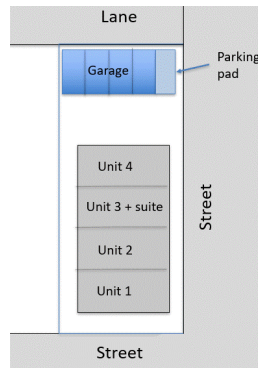 Lane
Garage
Parking
pad
Unit 4
Unit 3 + suite
Unit 2
Unit 1
Street
Street